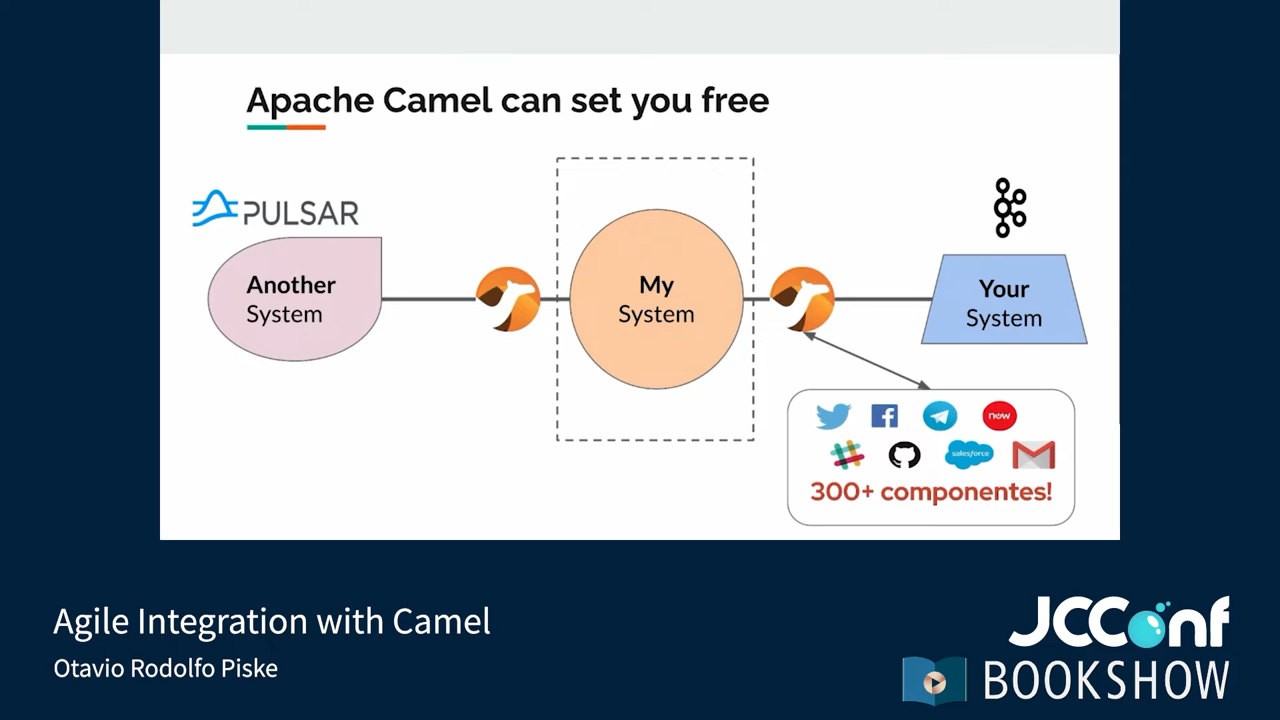 Apache Camel can set you free
PULSAR
Another
System
My
System
Your
System
now
salesforce
300+ componentes!
Agile Integration with Camel
Otavio Rodolfo Piske
JCConf
BOOKSHOW